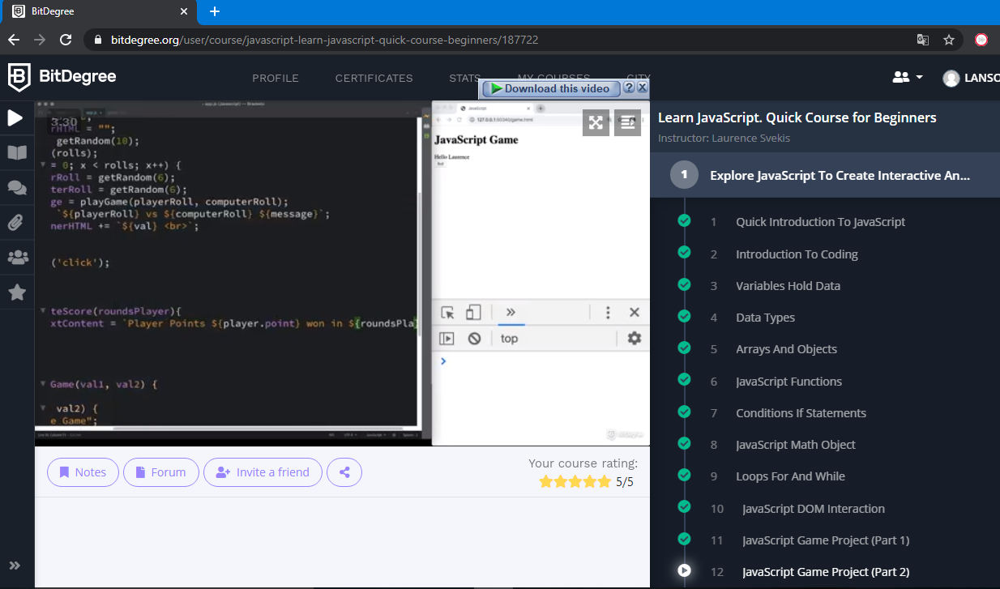 BitDegree
bitdegree.org/user/course/javascript-learn-javascript-quick-course-beginners/187722
BitDegree
PROFILE
CERTIFICATES
STATS
MY COURSES
CITY
LANSO
Download this video
?
X
3:30
rHTML = "";
getRandom(10);
(rolls);
= 0; x < rolls; x++) {
rRoll = getRandom(6);
terRoll = getRandom(6);
ge = playGame(playerRoll, computerRoll);
`${playerRoll} vs ${computerRoll} ${message}`;
nerHTML += `${val} <br>`;
('click');
teScore(roundsPlayer){
xtContent = `Player Points ${player.point} won in ${roundsPla}
Game(val1, val2) {
val2) {
e Game";
JavaScript
127.0.0.1:60340/game.html
JavaScript Game
Hello Laurence
top
BitDegree
Notes
Forum
Invite a friend
Your course rating:
5/5
Learn JavaScript. Quick Course for Beginners
Instructor: Laurence Svekis
1 Explore JavaScript To Create Interactive An...
1 Quick Introduction To JavaScript
2 Introduction To Coding
3 Variables Hold Data
4 Data Types
5 Arrays And Objects
6 JavaScript Functions
7 Conditions If Statements
8 JavaScript Math Object
9 Loops For And While
10 JavaScript DOM Interaction
11 JavaScript Game Project (Part 1)
12 JavaScript Game Project (Part 2)